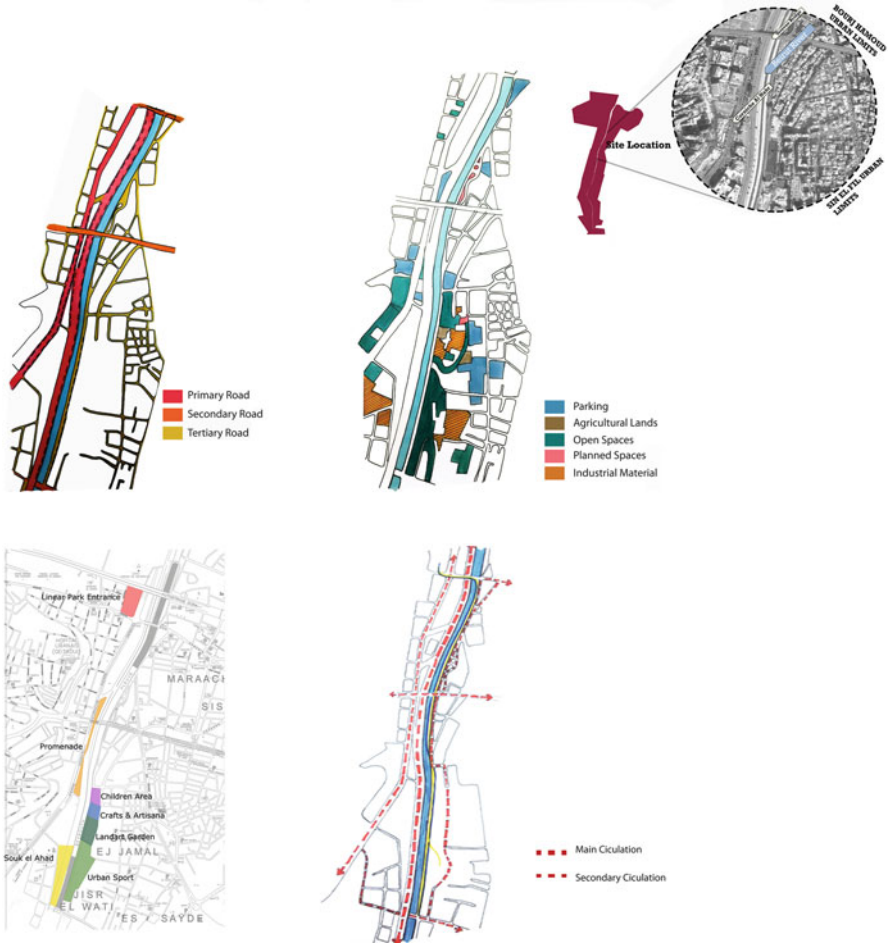 BOURJ HAMOUD
URBAN LIMITS
Site Location
SIN EL FIL URBAN
LIMITS
Primary Road
Secondary Road
Tertiary Road
Parking
Agricultural Lands
Open Spaces
Planned Spaces
Industrial Material
Linear Park Entrance
MARAACH
SIS
Promenade
Children Area
Crafts & Artisana
Landart Garden
EJ JAMAL
Souk el Ahad
Urban Sport
JISR
EL WATI
ES SAYDE
Main Ciculation
Secondary Ciculation